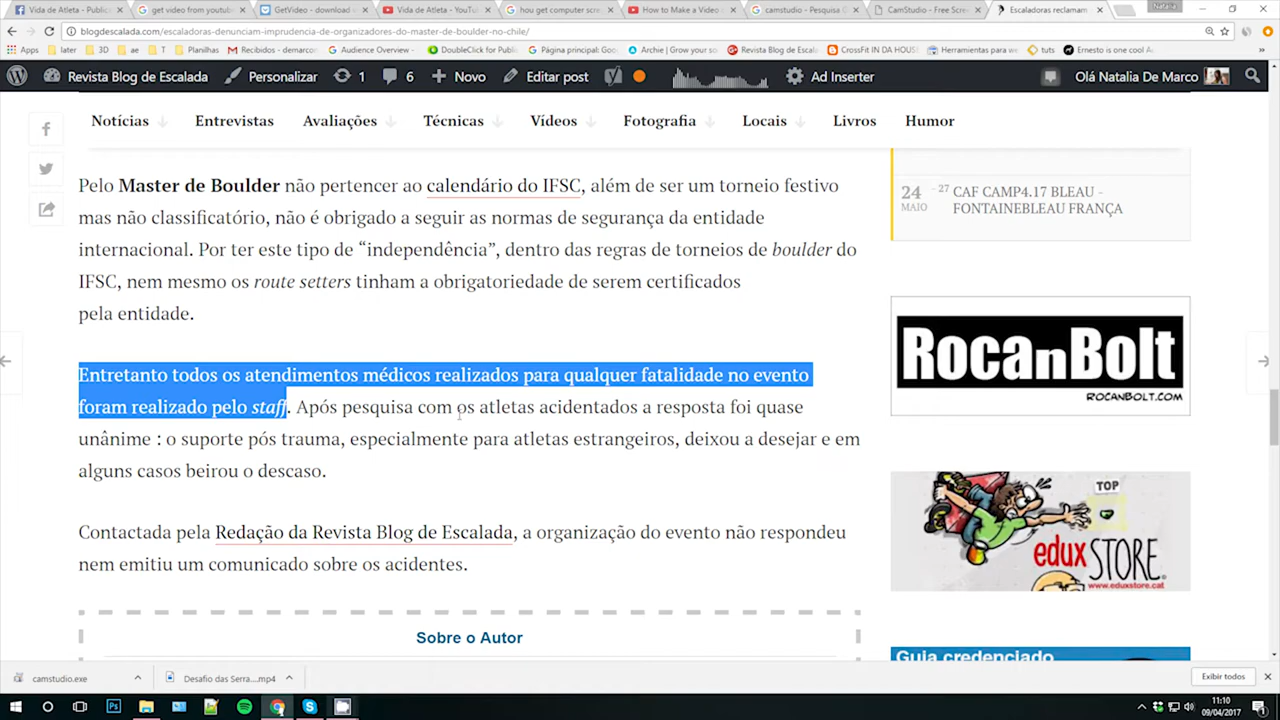 Vida de Atleta - Public
get video from youtub
GetVideo - download v
Vida de Atleta - YouTu
hou get computer scre
How to Make a Video o
camstudio - Pesquisa G
CamStudio - Free Scree
Escaladoras reclamam
Natalia
blogdescalada.com/escaladoras-denunciam-imprudencia-de-organizadores-do-master-de-boulder-no-chile/
Apps
later
3D
ae
T
Planilhas
Recibidos - demarcon
Audience Overview -
DoubleClick for Publi
Página principal: Goo
Archie | Grow your so
Revista Blog de Escala
CrossFit IN DA HOUSE
Herramientas para we
tuts
Ernesto is one cool A
Revista Blog de Escalada
Personalizar
1
6
Novo
Editar post
Ad Inserter
Olá Natalia De Marco
Notícias
Entrevistas
Avaliações
Técnicas
Vídeos
Fotografia
Locais
Livros
Humor
Pelo Master de Boulder não pertencer ao calendário do IFSC, além de ser um torneio festivo
mas não classificatório, não é obrigado a seguir as normas de segurança da entidade
internacional. Por ter este tipo de “independência”, dentro das regras de torneios de boulder do
IFSC, nem mesmo os route setters tinham a obrigatoriedade de serem certificados
pela entidade.
Entretanto todos os atendimentos médicos realizados para qualquer fatalidade no evento
foram realizado pelo staff. Após pesquisa com os atletas acidentados a resposta foi quase
unânime : o suporte pós trauma, especialmente para atletas estrangeiros, deixou a desejar e em
alguns casos beirou o descaso.
Contactada pela Redação da Revista Blog de Escalada, a organização do evento não respondeu
nem emitiu um comunicado sobre os acidentes.
Sobre o Autor
24 - 27 CAF CAMP4.17 BLEAU -
MAIO FONTAINEBLEAU FRANÇA
RocanBolt
ROCANBOLT.COM
TOP
edux STORE
www.eduxstore.cat
Guia credenciado
camstudio.exe
Desafio das Serra....mp4
Exibir todos
11:10
09/04/2017
1